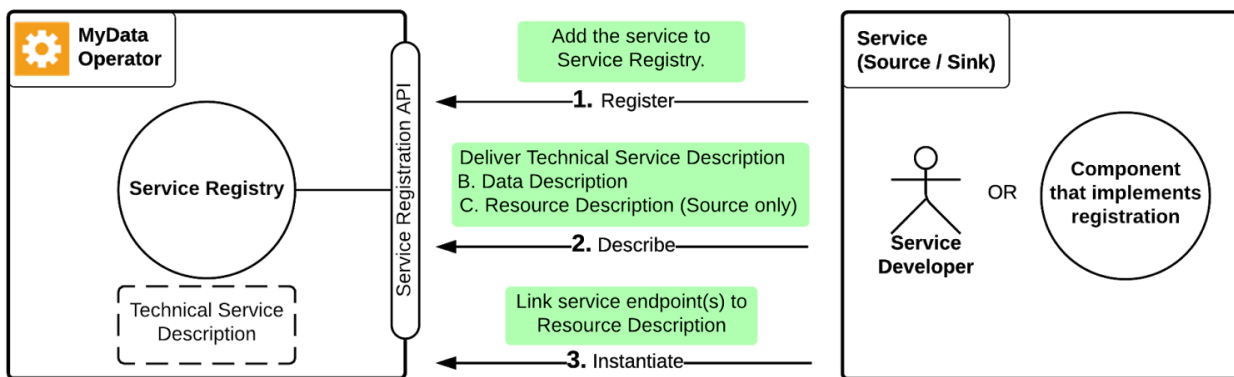 MyData
Operator
Service Registry
Technical Service
Description
Service Registration API
Add the service to
Service Registry.
1. Register
Deliver Technical Service Description
B. Data Description
C. Resource Description (Source only)
2. Describe
Link service endpoint(s) to
Resource Description
3. Instantiate
Service
(Source / Sink)
Service
Developer
OR
Component
that implements
registration